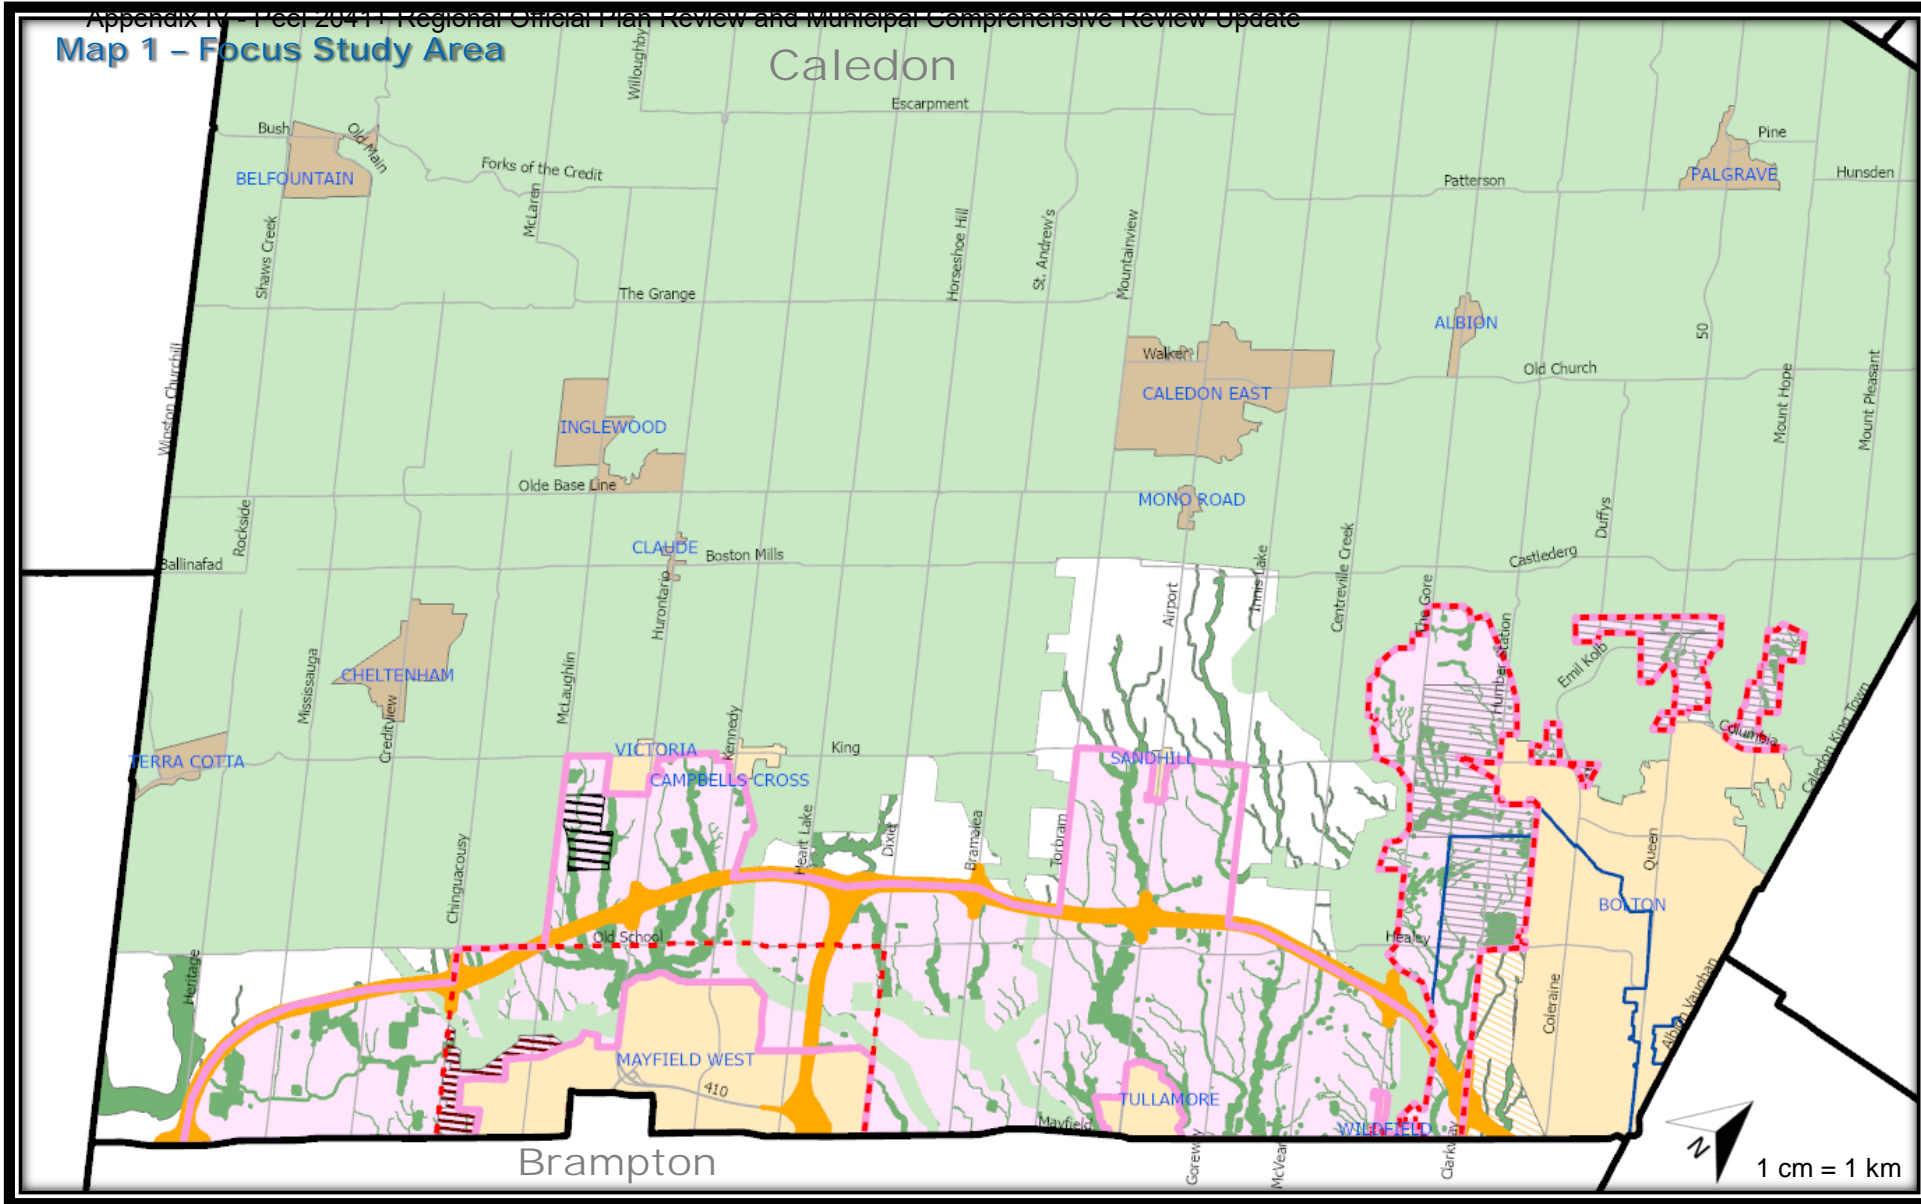 Appendix IV - Peel 2041+ Regional Official Plan Review and Municipal Comprehensive Review Update
Map 1 – Focus Study Area
Caledon
Willoughby
Escarpment
Bush
Old Main
Pine
BELFOUNTAIN
Forks of the Credit
McLaren
Patterson
PALGRAVE
Hunsden
Shaws Creek
Horseshoe Hill
St. Andrew's
Mountainview
The Grange
ALBION
50
Winston Churchill
Walker
Old Church
CALEDON EAST
Mount Hope
Mount Pleasant
INGLEWOOD
Olde Base Line
MONO ROAD
Rockside
Duffys
CLAUDE
Boston Mills
Ballinafad
Hurontario
Airport
Innis Lake
Centreville Creek
The Gore
Castlederg
Humber Station
Emil Kolb
CHELTENHAM
Mississauga
Creditview
McLaughlin
Kennedy
VICTORIA
King
SANDHILL
Columbia
Caledon King Town
TERRA COTTA
CAMPBELLS CROSS
Chinguacousy
Heart Lake
Dixie
Bramalea
Torbram
Queen
BOLTON
Old School
Healey
Heritage
Coleraine
Albion Vaughan
MAYFIELD WEST
410
TULLAMORE
Mayfield
WILDFIELD
Goreway
McVean
Clarkway
Brampton
N
1 cm = 1 km